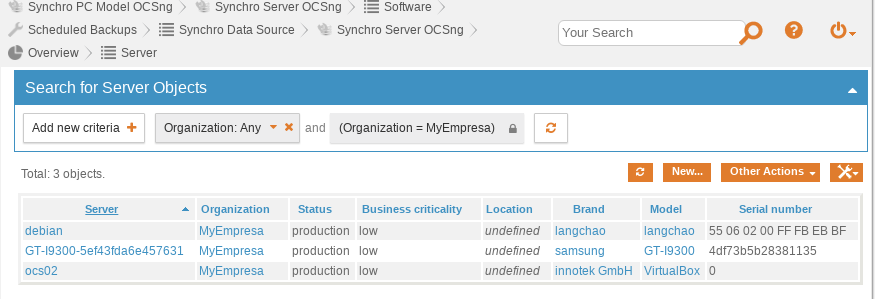 Synchro PC Model OCSng Synchro Server OCSng Software
Scheduled Backups Synchro Data Source Synchro Server OCSng
Overview Server
Your Search
Search for Server Objects
Add new criteria Organization: Any and (Organization = MyEmpresa)
Total: 3 objects.
New... Other Actions
Server Organization Status Business criticality Location Brand Model Serial number
debian MyEmpresa production low undefined langchao langchao 55 06 02 00 FF FB EB BF
GT-I9300-5ef43fda6e457631 MyEmpresa production low undefined samsung GT-I9300 4df73b5b28381135
ocs02 MyEmpresa production low undefined innotek GmbH VirtualBox 0